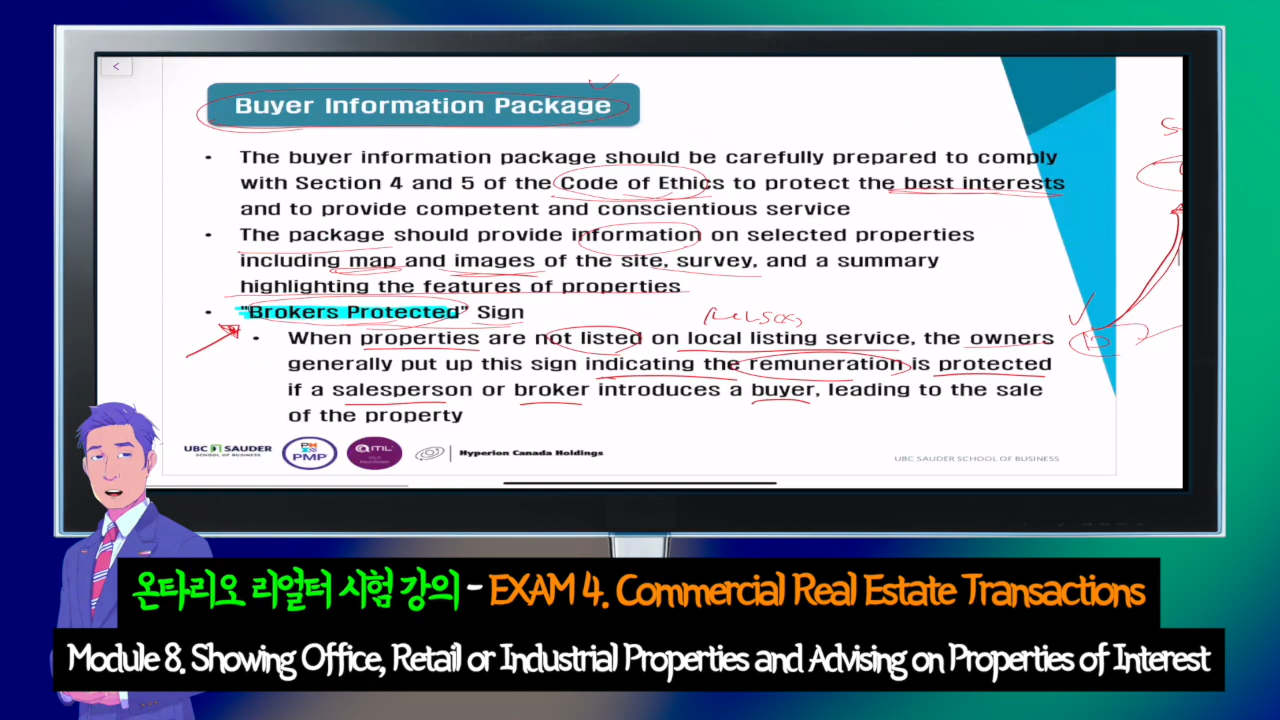 <
Buyer Information Package
• The buyer information package should be carefully prepared to comply
with Section 4 and 5 of the Code of Ethics to protect the best interests
and to provide competent and conscientious service
• The package should provide information on selected properties
including map and images of the site, survey, and a summary
highlighting the features of properties
• "Brokers Protected" Sign
• When properties are not listed on local listing service, the owners
generally put up this sign indicating the remuneration is protected
if a salesperson or broker introduces a buyer, leading to the sale
of the property
UBC SAUDER
SCHOOL OF BUSINESS
PMP
ITIL
Hyperion Canada Holdings
UBC SAUDER SCHOOL OF BUSINESS
온타리오 리얼터 시험 강의 - EXAM 4. Commercial Real Estate Transactions
Module 8. Showing Office, Retail or Industrial Properties and Advising on Properties of Interest